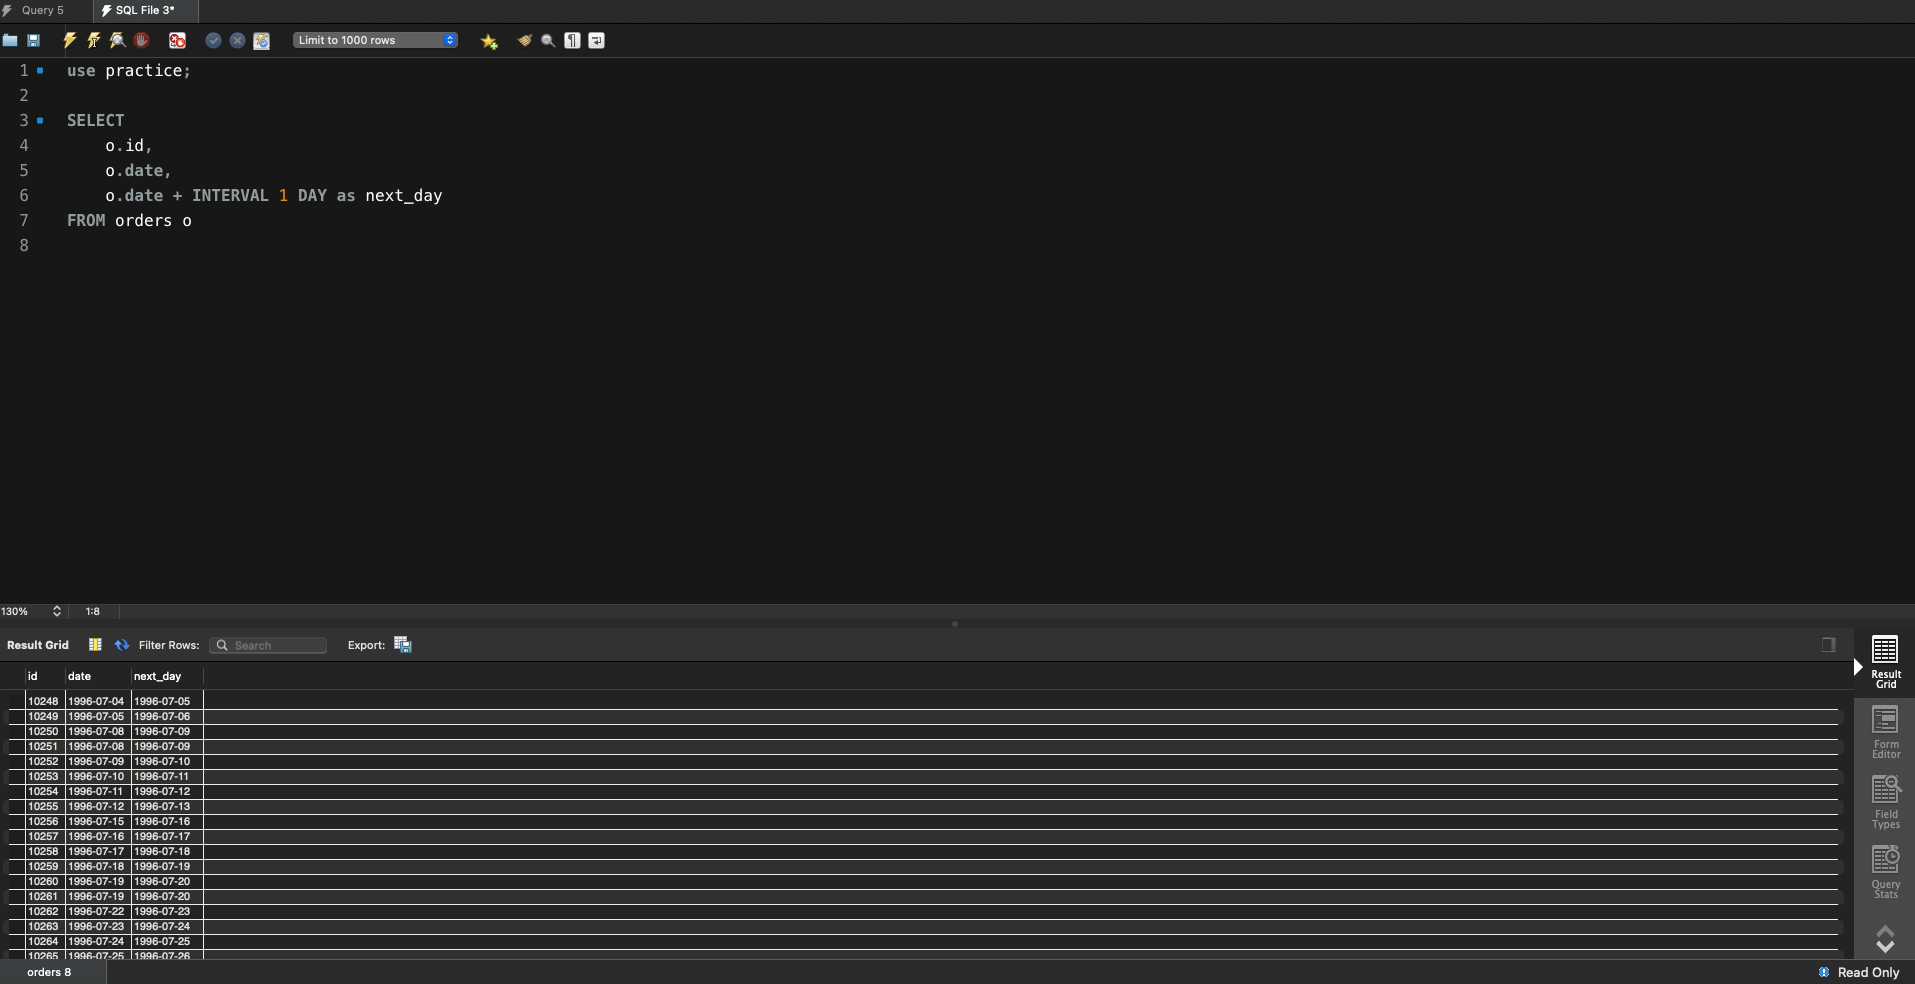 Query 5 SQL File 3*
Limit to 1000 rows
1 use practice;
2
3 SELECT
4 o.id,
5 o.date,
6 o.date + INTERVAL 1 DAY as next_day
7 FROM orders o
8
130% 1:8
Result Grid Filter Rows: Search Export:
id date next_day
10248 1996-07-04 1996-07-05
10249 1996-07-05 1996-07-06
10250 1996-07-08 1996-07-09
10251 1996-07-08 1996-07-09
10252 1996-07-09 1996-07-10
10253 1996-07-10 1996-07-11
10254 1996-07-11 1996-07-12
10255 1996-07-12 1996-07-13
10256 1996-07-15 1996-07-16
10257 1996-07-16 1996-07-17
10258 1996-07-17 1996-07-18
10259 1996-07-18 1996-07-19
10260 1996-07-19 1996-07-20
10261 1996-07-19 1996-07-20
10262 1996-07-22 1996-07-23
10263 1996-07-23 1996-07-24
10264 1996-07-24 1996-07-25
10265 1996-07-25 1996-07-26
Result
Grid
Form
Editor
Field
Types
Query
Stats
orders 8 Read Only